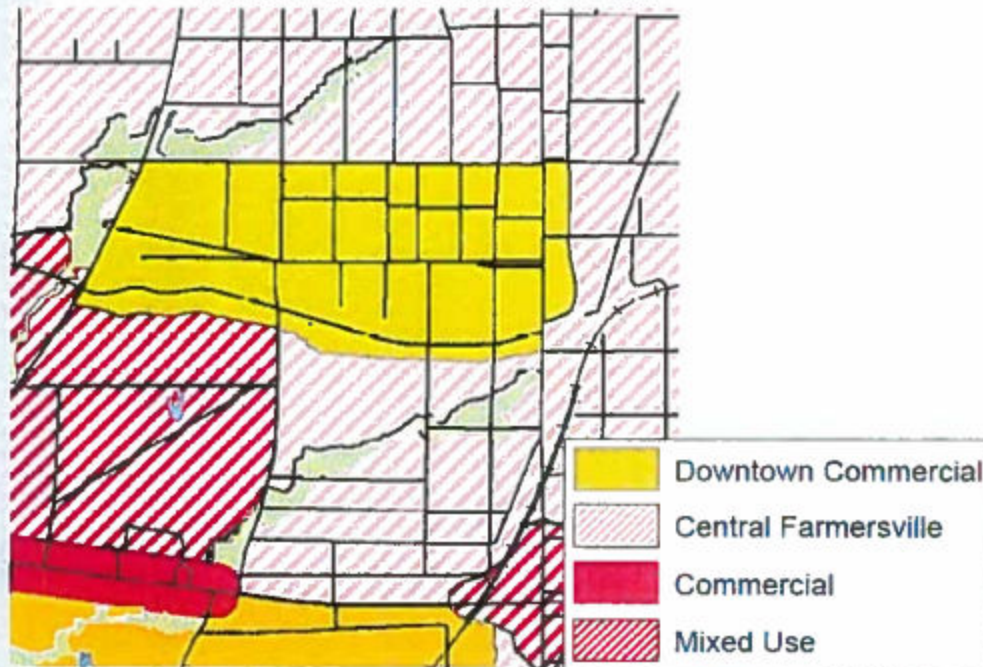 Downtown Commercial
Central Farmersville
Commercial
Mixed Use